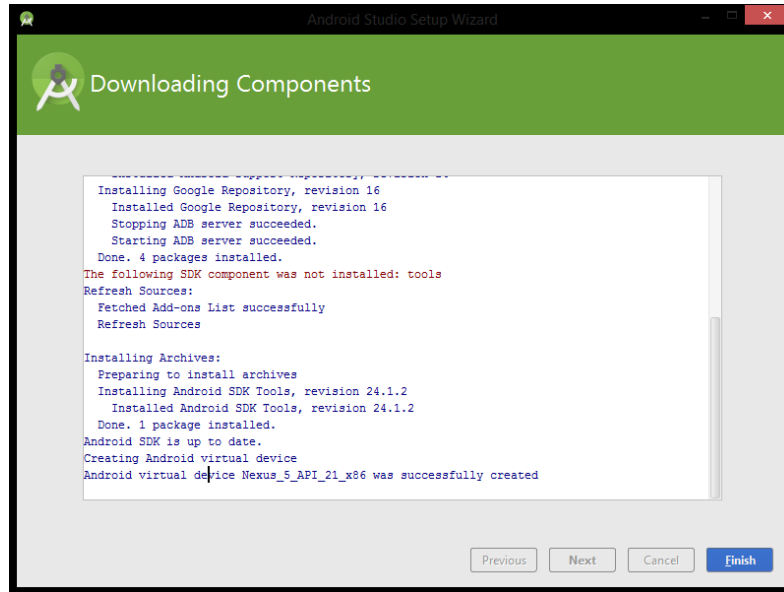 Android Studio Setup Wizard
Downloading Components
Installing Google Repository, revision 16
Installed Google Repository, revision 16
Stopping ADB server succeeded.
Starting ADB server succeeded.
Done. 4 packages installed.
The following SDK component was not installed: tools
Refresh Sources:
Fetched Add-ons List successfully
Refresh Sources
Installing Archives:
Preparing to install archives
Installing Android SDK Tools, revision 24.1.2
Installed Android SDK Tools, revision 24.1.2
Done. 1 package installed.
Android SDK is up to date.
Creating Android virtual device
Android virtual device Nexus_5_API_21_x86 was successfully created
Previous
Next
Cancel
Finish